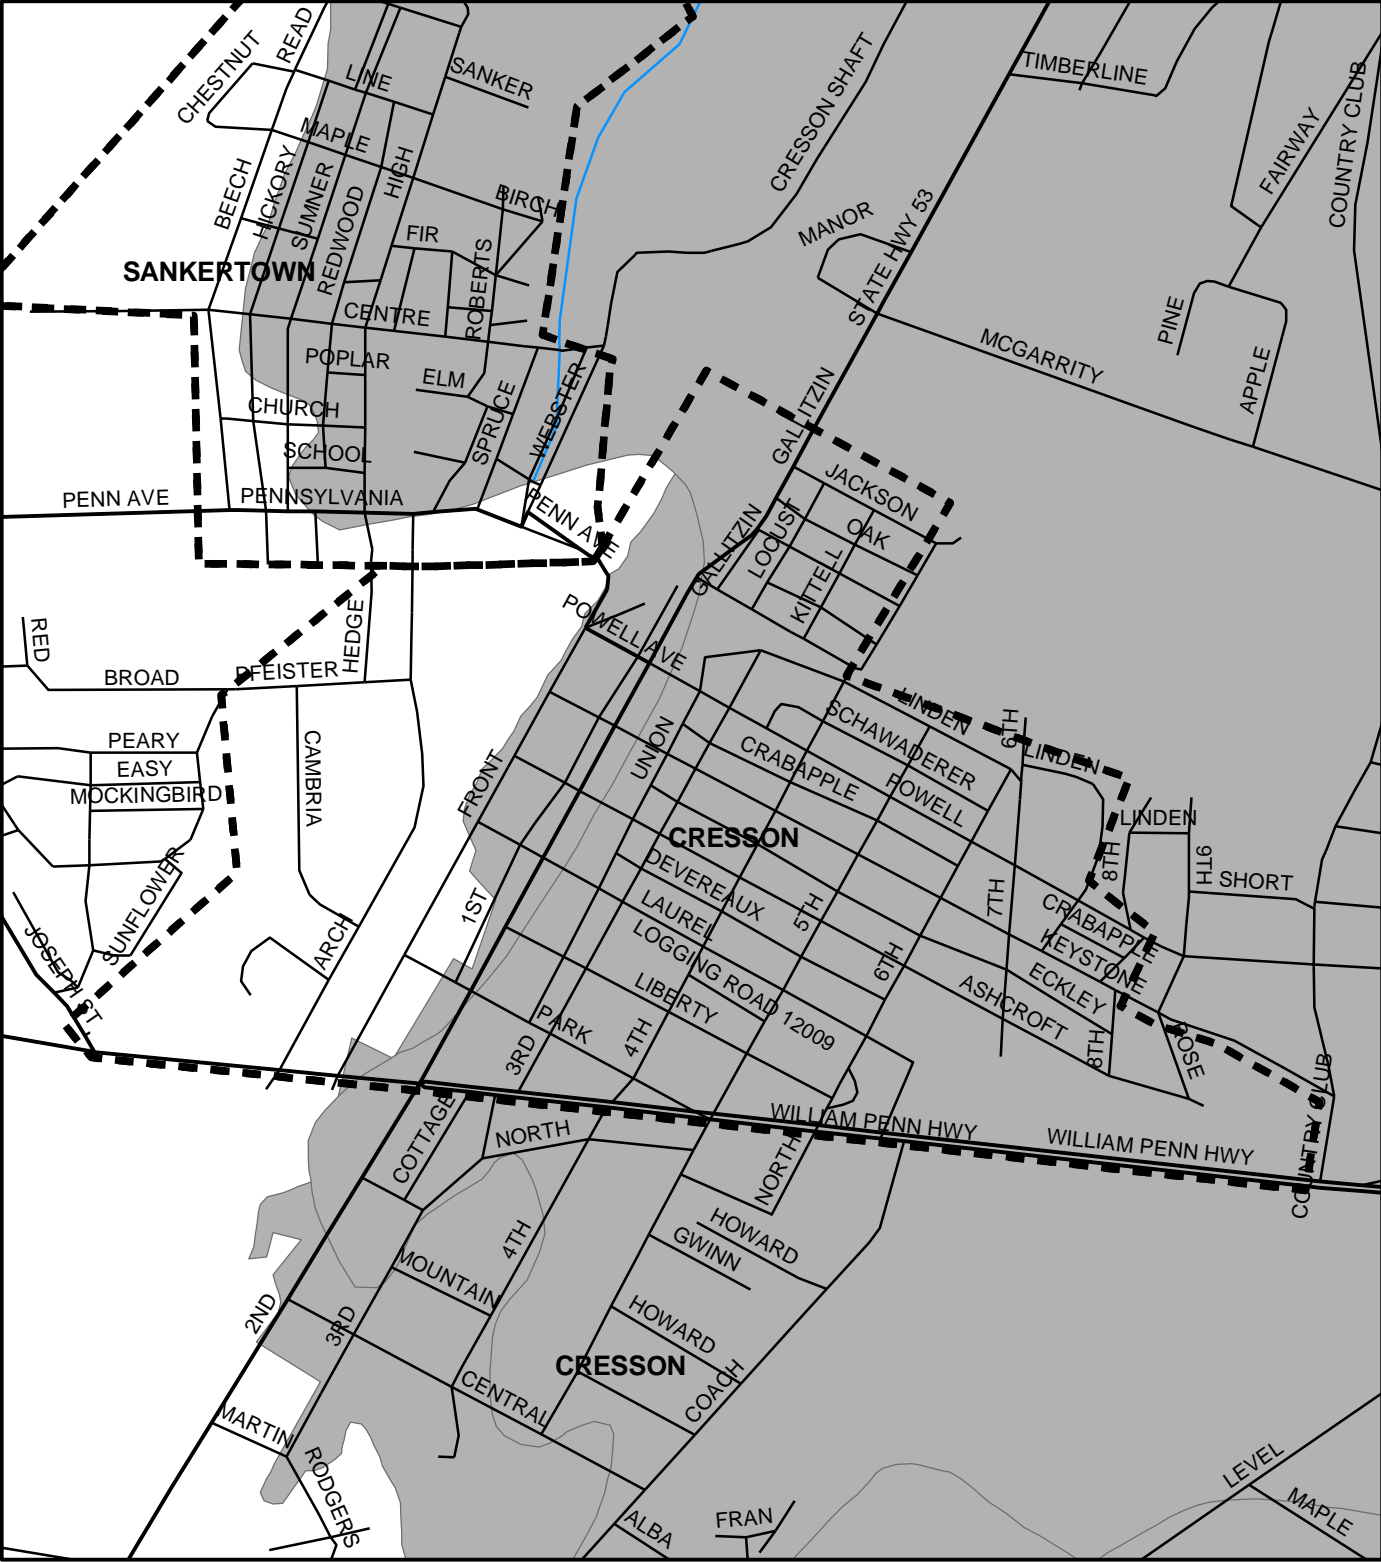 READ
CHESTNUT
LINE
SANKER
CRESSON SHAFT
TIMBERLINE
COUNTRY CLUB
FAIRWAY
MAPLE
BEECH
HICKORY
SUMNER
REDWOOD
HIGH
BIRCH
FIR
ROBERTS
MANOR
STATE HWY 53
SANKERTOWN
CENTRE
POPLAR
ELM
MCGARRITY
PINE
APPLE
CHURCH
SCHOOL
SPRUCE
WEBSTER
GALLITZIN
PENN AVE
PENNSYLVANIA
PENN AVE
JACKSON
LOCUST
OAK
GALLITZIN
KITTELL
POWELL AVE
RED
HEDGE
BROAD
PFEISTER
LINDEN
6TH
SCHAWADERER
LINDEN
PEARY
EASY
MOCKINGBIRD
CAMBRIA
FRONT
UNION
CRABAPPLE
POWELL
LINDEN
CRESSON
8TH
9TH
SHORT
SUNFLOWER
DEVEREAUX
1ST
7TH
5TH
CRABAPPLE
LAUREL
ARCH
KEYSTONE
JOSEPH ST
LOGGING ROAD 12009
6TH
ECKLEY
LIBERTY
ASHCROFT
PARK
4TH
3RD
8TH
ROSE
COTTAGE
NORTH
WILLIAM PENN HWY
WILLIAM PENN HWY
COUNTRY CLUB
NORTH
4TH
HOWARD
GWINN
MOUNTAIN
2ND
3RD
HOWARD
CRESSON
COACH
CENTRAL
MARTIN
RODGERS
LEVEL
MAPLE
FRAN
ALBA